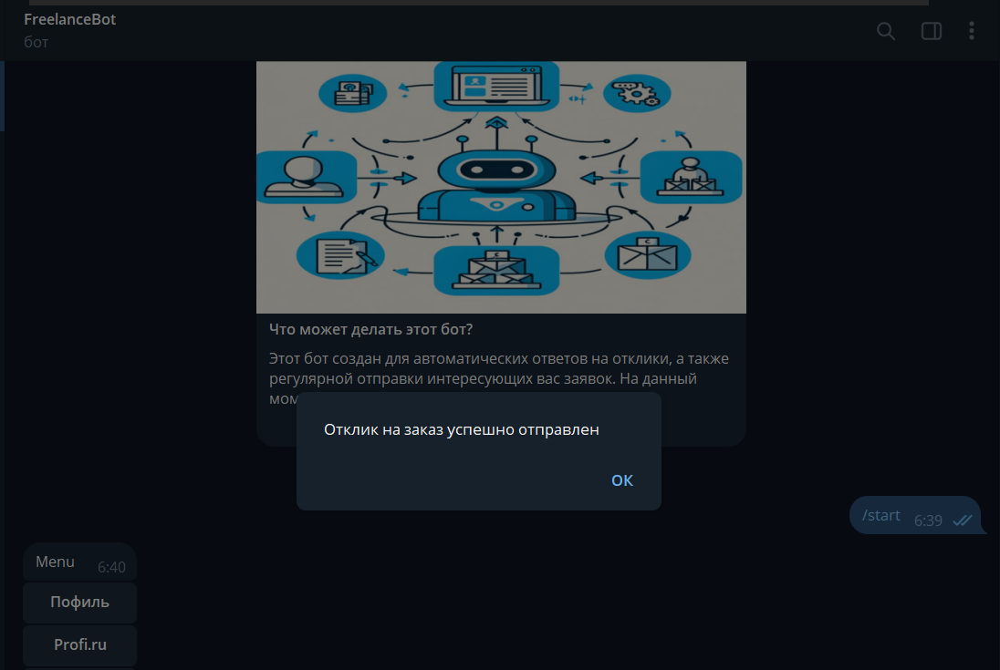 FreelanceBot
бот
Что может делать этот бот?
Этот бот создан для автоматических ответов на отклики, а также
регулярной отправки интересующих вас заявок. На данный
Отклик на заказ успешно отправлен
OK
/start 6:39
Menu 6:40
Пофиль
Profi.ru